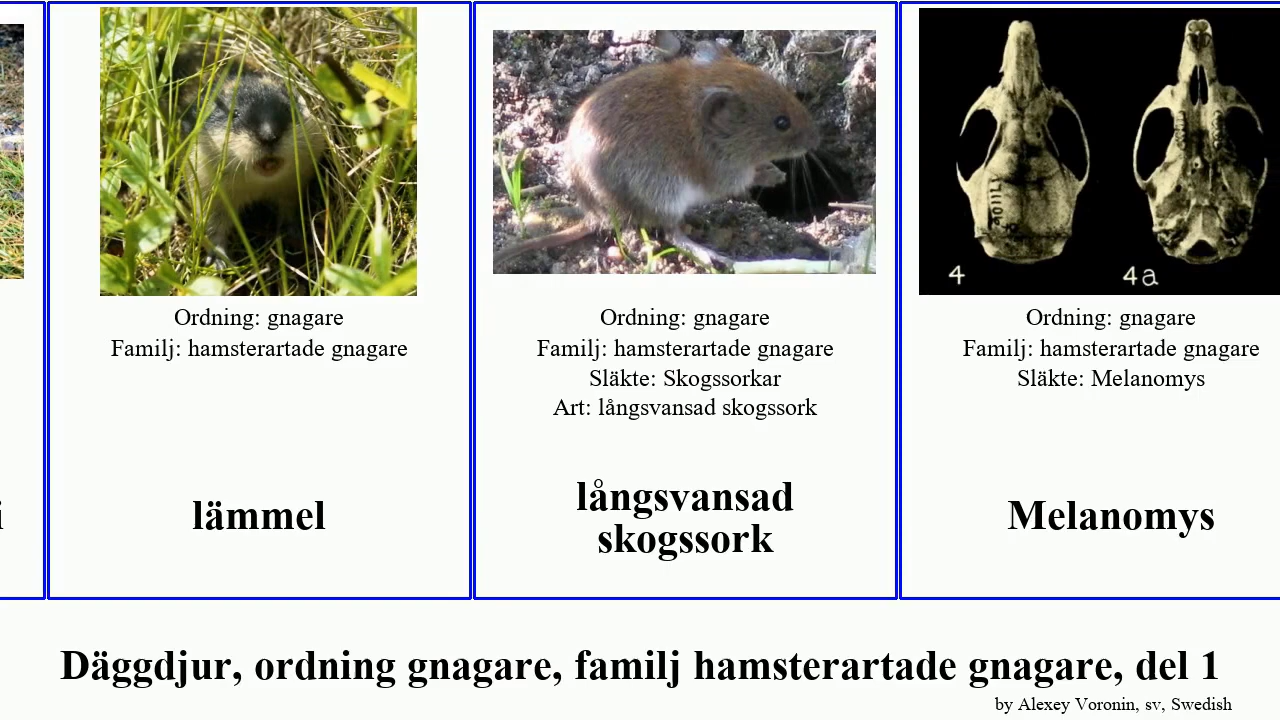 i
Ordning: gnagare
Familj: hamsterartade gnagare
lämmel
Ordning: gnagare
Familj: hamsterartade gnagare
Släkte: Skogssorkar
Art: långsvansad skogssork
långsvansad
skogssork
4
4a
Ordning: gnagare
Familj: hamsterartade gnagare
Släkte: Melanomys
Melanomys
Däggdjur, ordning gnagare, familj hamsterartade gnagare, del 1
by Alexey Voronin, sv, Swedish